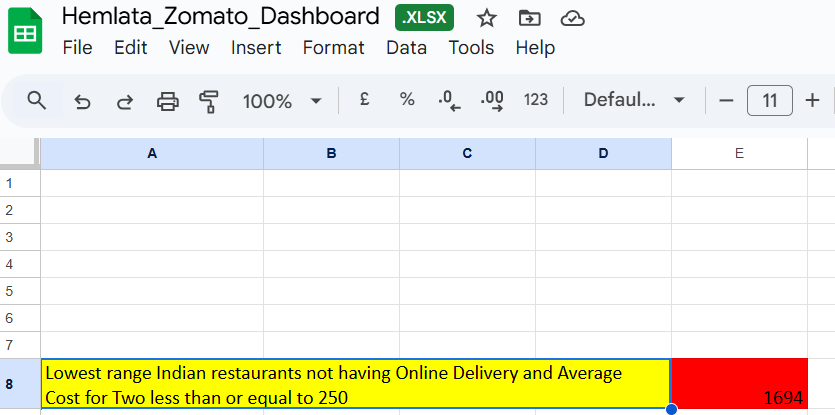 Hemlata_Zomato_Dashboard .XLSX
File Edit View Insert Format Data Tools Help
100% £ % .0 .00 123 Defaul... − 11 +
A B C D E
1
2
3
4
5
6
7
8
Lowest range Indian restaurants not having Online Delivery and Average
Cost for Two less than or equal to 250 1694